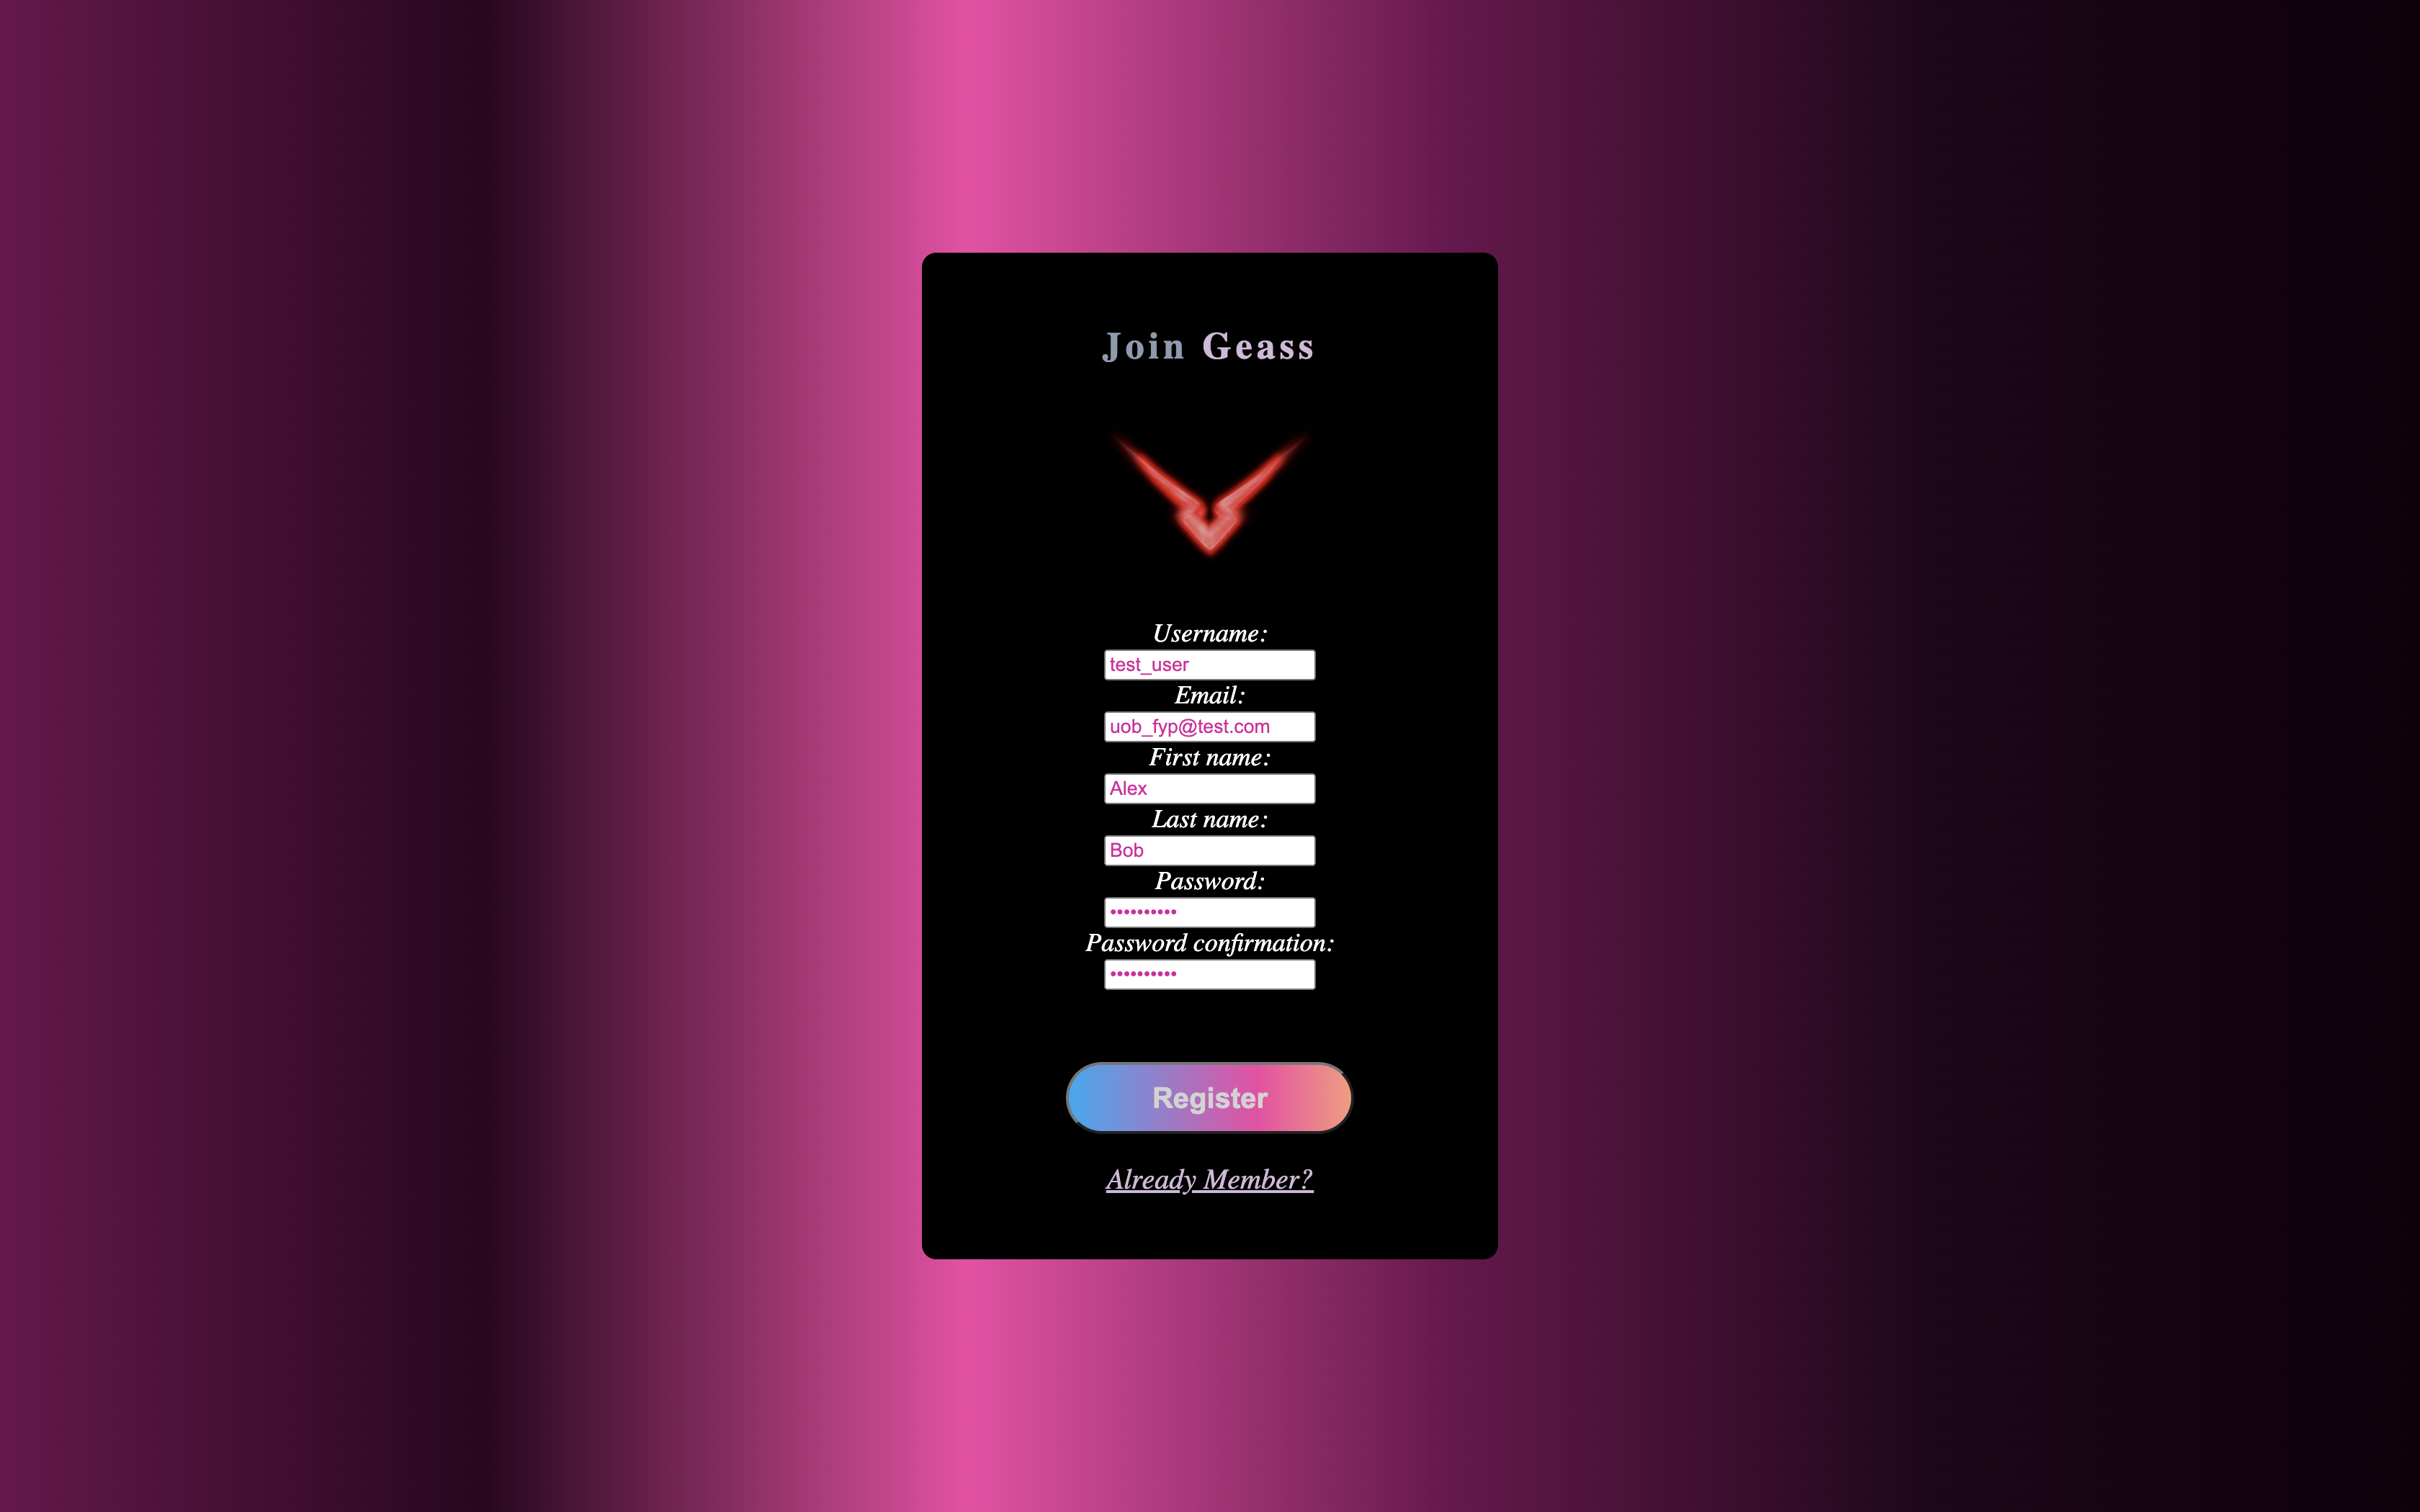 Join Geass
Username:
test_user
Email:
uob_fyp@test.com
First name:
Alex
Last name:
Bob
Password:
••••••••••
Password confirmation:
••••••••••
Register
Already Member?